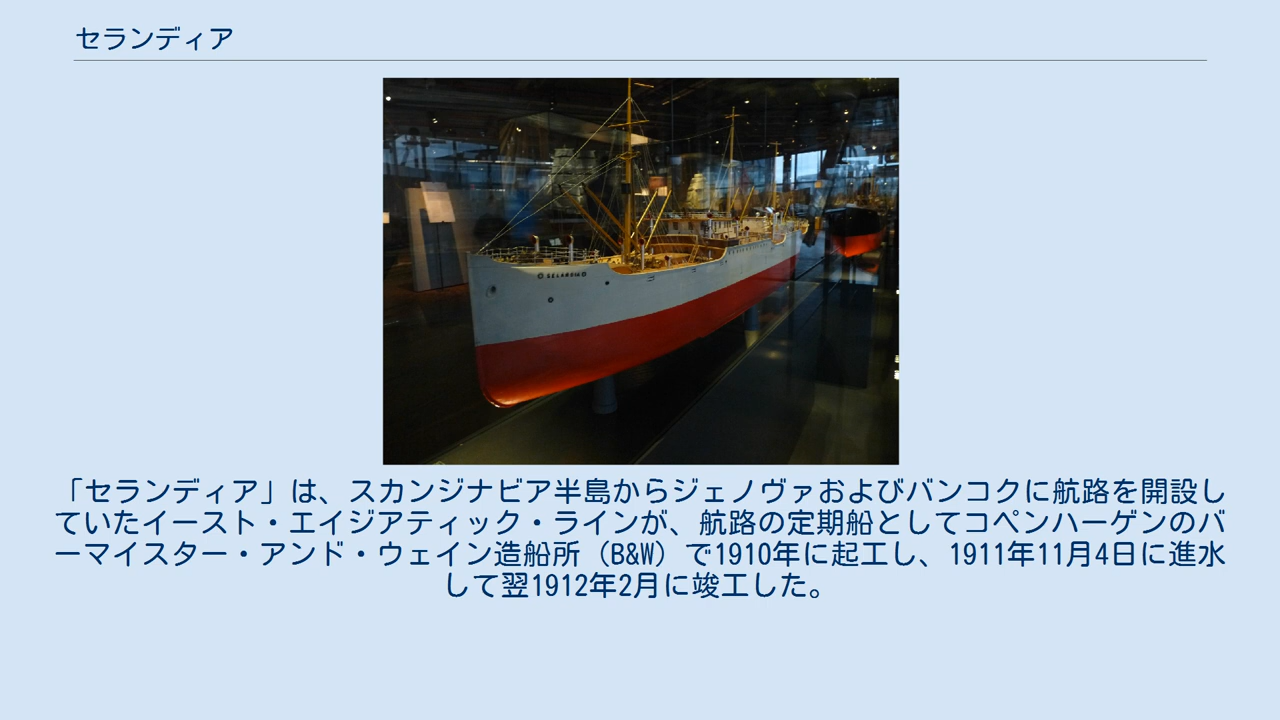 セランディア
SELANDIA
「セランディア」は、スカンジナビア半島からジェノヴァおよびバンコクに航路を開設し
ていたイースト・エイジアティック・ラインが、航路の定期船としてコペンハーゲンのバ
ーマイスター・アンド・ウェイン造船所（B&W）で1910年に起工し、1911年11月4日に進水
して翌1912年2月に竣工した。